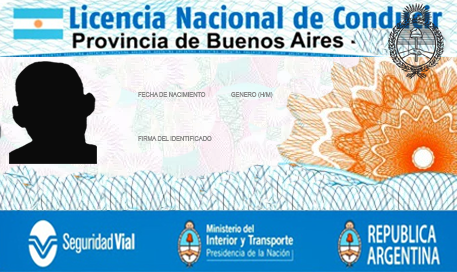 Licencia Nacional de Conducir
Provincia de Buenos Aires
FECHA DE NACIMIENTO GENERO (H/M)
FIRMA DEL IDENTIFICADO
SeguridadVial
Ministerio del
Interior y Transporte
Presidencia de la Nación
REPUBLICA
ARGENTINA